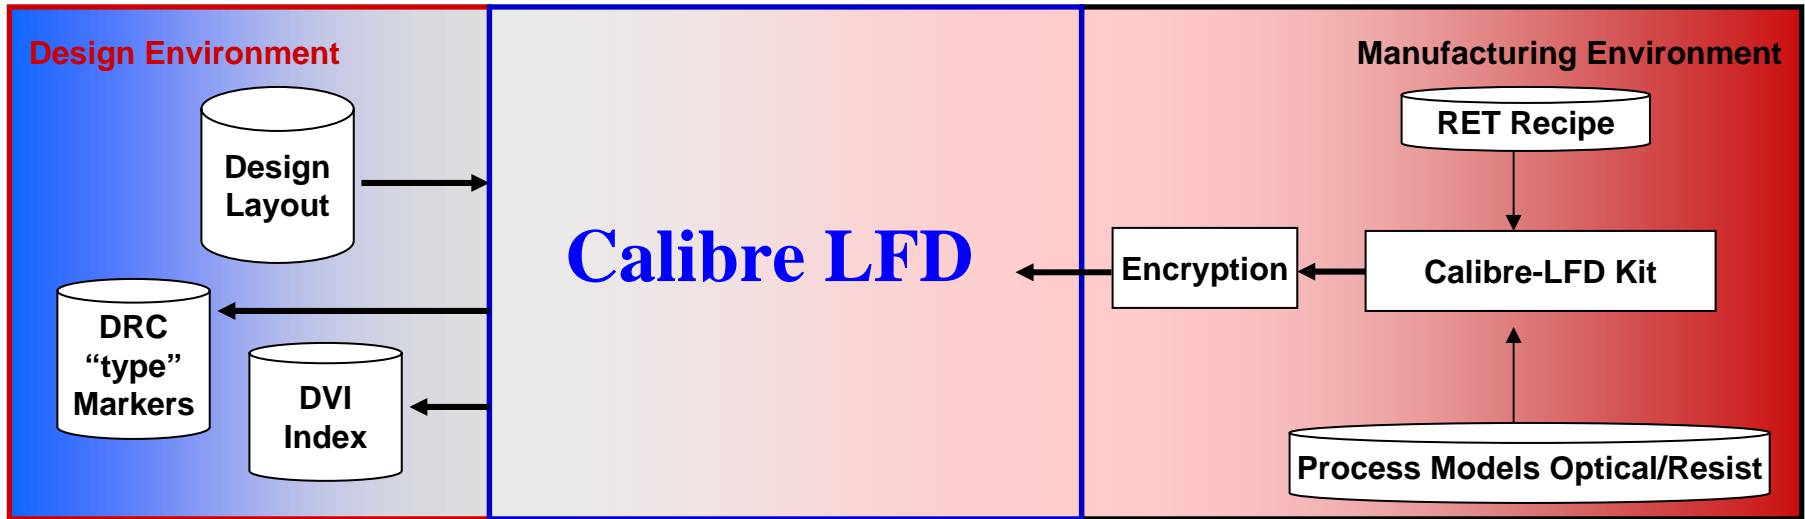 Design Environment
Manufacturing Environment
Design
Layout
DRC
“type”
Markers
DVI
Index
Calibre LFD
RET Recipe
Encryption
Calibre-LFD Kit
Process Models Optical/Resist